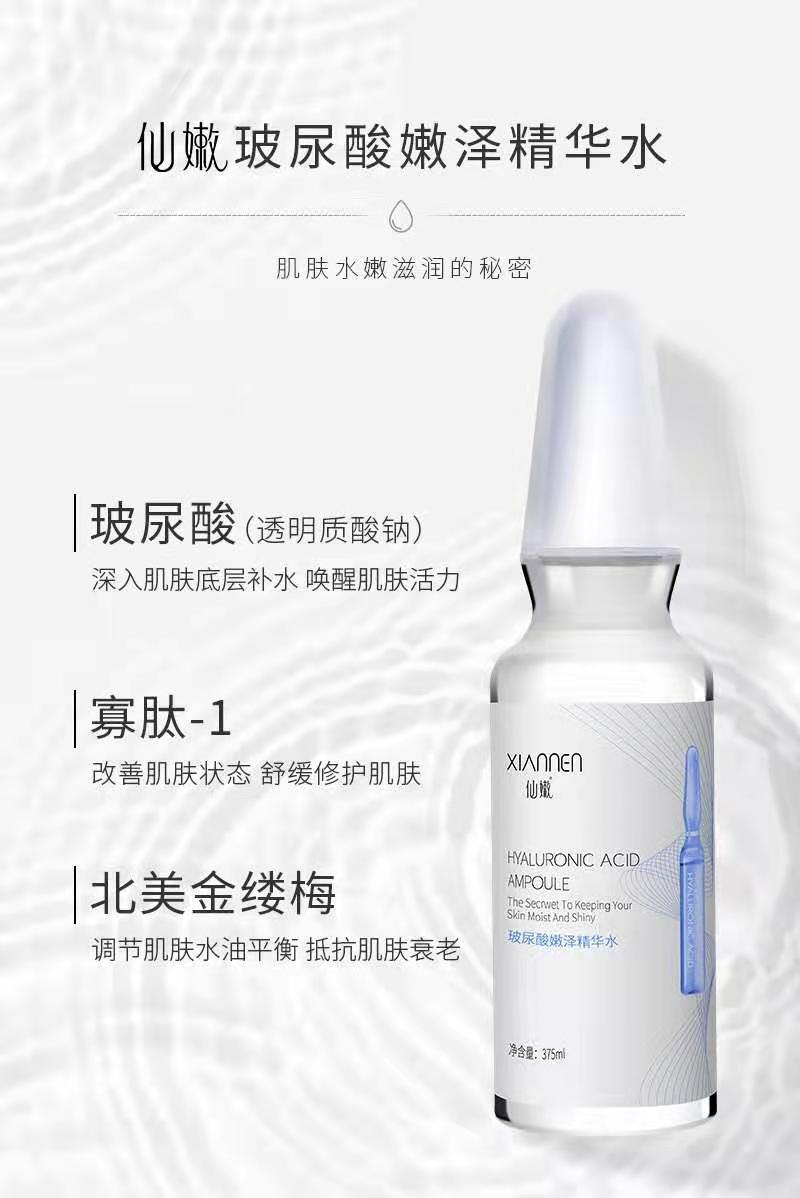 仙嫩玻尿酸嫩泽精华水
肌肤水嫩滋润的秘密
玻尿酸(透明质酸钠)
深入肌肤底层补水 唤醒肌肤活力
寡肽-1
改善肌肤状态 舒缓修护肌肤
北美金缕梅
调节肌肤水油平衡 抵抗肌肤衰老
XIANNEN
仙嫩®
HYALURONIC ACID
AMPOULE
The Secrwet To Keeping Your
Skin Moist And Shiny
玻尿酸嫩泽精华水
HYALURONIC ACID
净含量：375ml